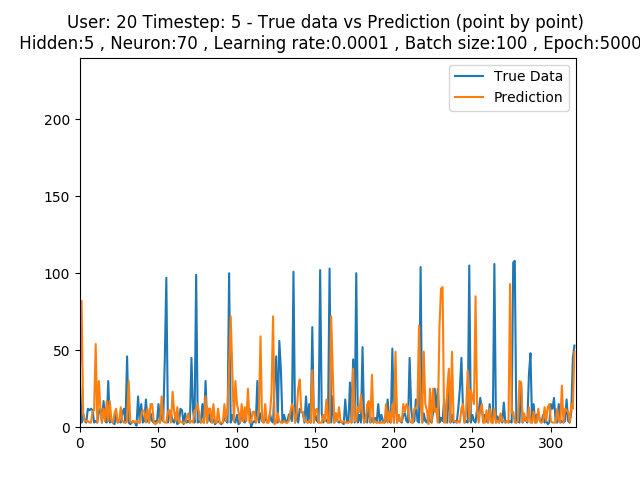 User: 20 Timestep: 5 - True data vs Prediction (point by point)
Hidden:5 , Neuron:70 , Learning rate:0.0001 , Batch size:100 , Epoch:5000
True Data
Prediction
200
150
100
50
0
0 50 100 150 200 250 300